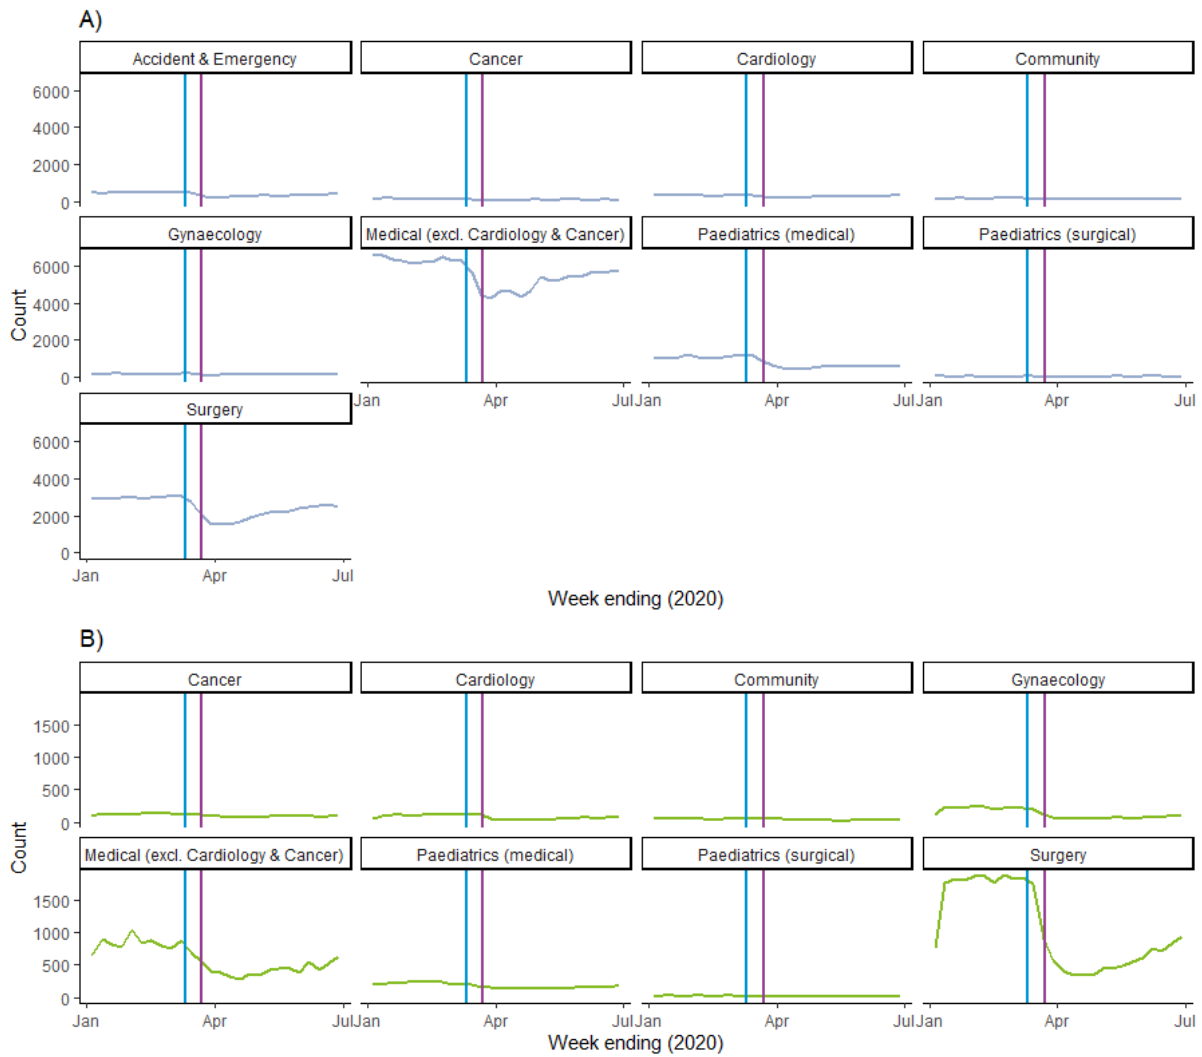 A)
Accident & Emergency
Cancer
Cardiology
Community
6000
4000
2000
0
Gynaecology
Medical (excl. Cardiology & Cancer)
Paediatrics (medical)
Paediatrics (surgical)
6000
4000
2000
0
Count
Jan
Apr
Jul
Jan
Apr
Jul
Jan
Apr
Jul
Surgery
6000
4000
2000
0
Jan
Apr
Jul
Week ending (2020)
B)
Cancer
Cardiology
Community
Gynaecology
1500
1000
500
0
Count
Medical (excl. Cardiology & Cancer)
Paediatrics (medical)
Paediatrics (surgical)
Surgery
1500
1000
500
0
Jan
Apr
Jul
Jan
Apr
Jul
Jan
Apr
Jul
Jan
Apr
Jul
Week ending (2020)